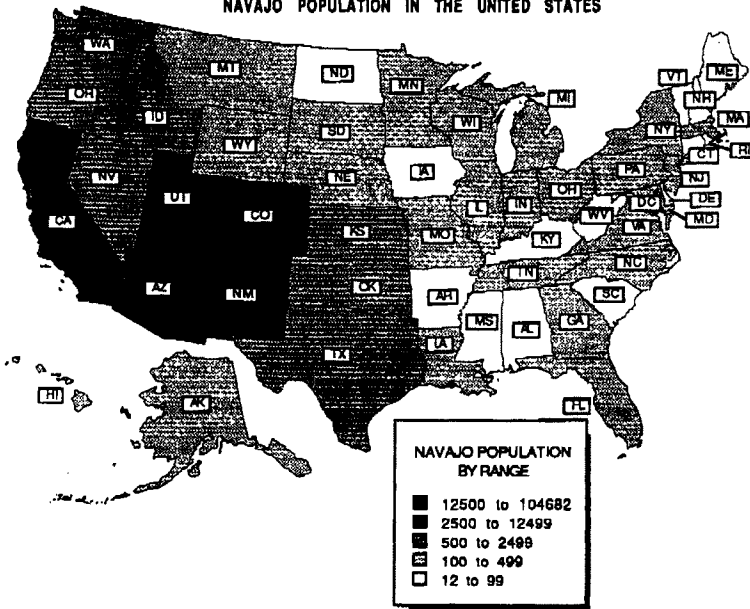 NAVAJO POPULATION IN THE UNITED STATES
WA
MT
ND
MN
VT
ME
OR
MI
NH
ID
SD
WI
MA
NY
WY
CT
RI
NV
NE
IA
PA
NJ
UT
CO
IL
IN
OH
DC
DE
WV
MD
CA
KS
MO
KY
VA
AZ
NM
OK
TN
NC
AR
SC
MS
AL
GA
TX
LA
HI
AK
FL
NAVAJO POPULATION
BY RANGE
12500 to 104682
2500 to 12499
500 to 2499
100 to 499
12 to 99